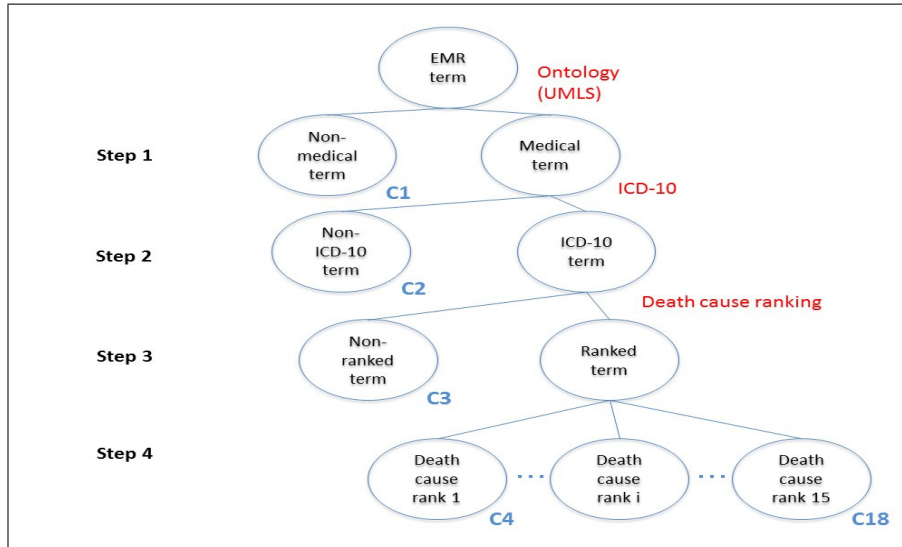 EMR
term
Ontology
(UMLS)
Step 1
Non-
medical
term
C1
Medical
term
ICD-10
Step 2
Non-
ICD-10
term
C2
ICD-10
term
Death cause ranking
Step 3
Non-
ranked
term
C3
Ranked
term
Step 4
Death
cause
rank 1
C4
...
Death
cause
rank i
...
Death
cause
rank 15
C18